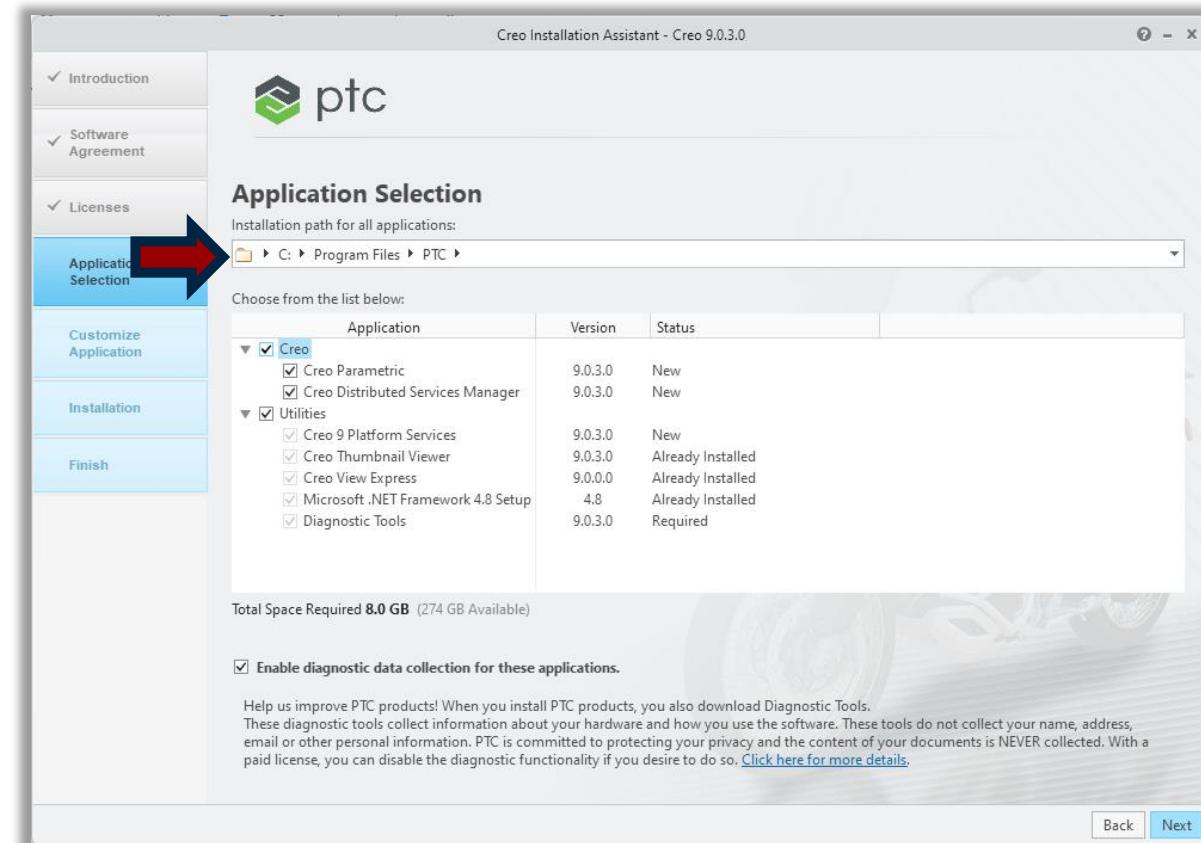 Creo Installation Assistant - Creo 9.0.3.0
Introduction
Software
Agreement
Licenses
Selection
Customize
Application
Installation
Finish
ptc
Application Selection
Installation path for all applications:
C: Program Files PTC
Choose from the list below:
Application Version Status
Creo
Creo Parametric 9.0.3.0 New
Creo Distributed Services Manager 9.0.3.0 New
Utilities
Creo 9 Platform Services 9.0.3.0 New
Creo Thumbnail Viewer 9.0.3.0 Already Installed
Creo View Express 9.0.0.0 Already Installed
Microsoft .NET Framework 4.8 Setup 4.8 Already Installed
Diagnostic Tools 9.0.3.0 Required
Total Space Required 8.0 GB (274 GB Available)
Enable diagnostic data collection for these applications.
Help us improve PTC products! When you install PTC products, you also download Diagnostic Tools.
These diagnostic tools collect information about your hardware and how you use the software. These tools do not collect your name, address,
email or other personal information. PTC is committed to protecting your privacy and the content of your documents is NEVER collected. With a
paid license, you can disable the diagnostic functionality if you desire to do so. Click here for more details.
Back Next